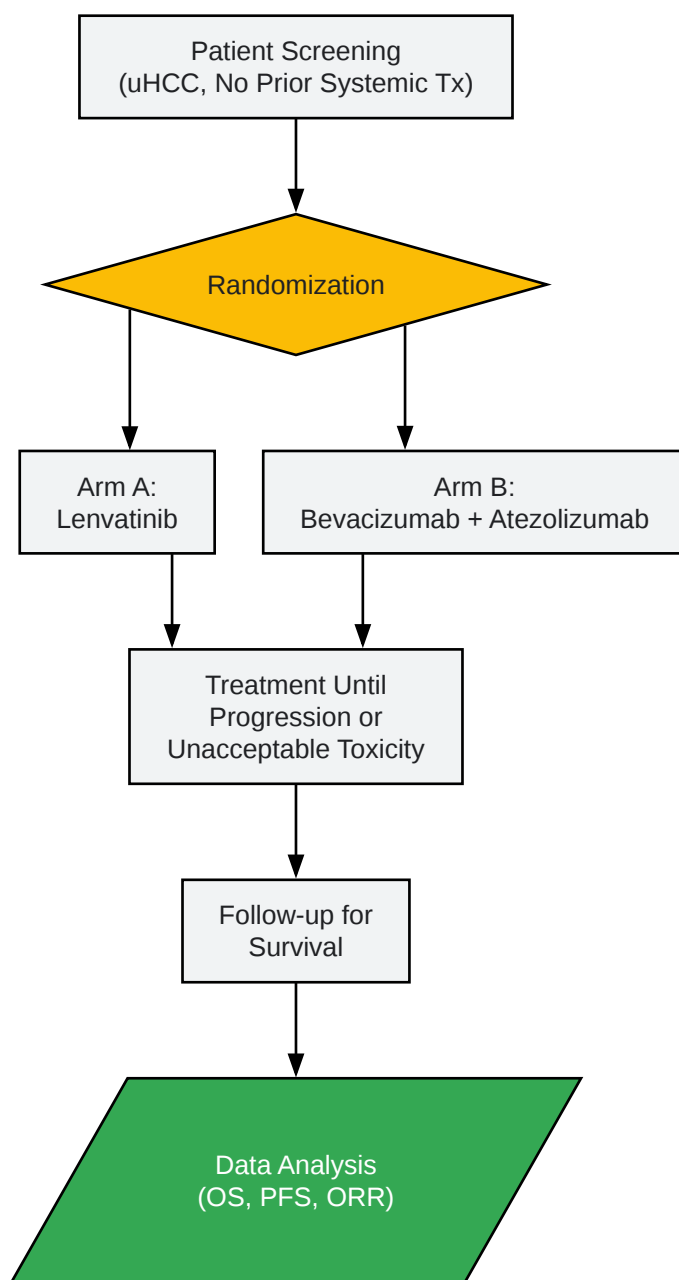 Patient Screening
(uHCC, No Prior Systemic Tx)
Randomization
Arm A:
Lenvatinib
Arm B:
Bevacizumab + Atezolizumab
Treatment Until
Progression or
Unacceptable Toxicity
Follow-up for
Survival
Data Analysis
(OS, PFS, ORR)